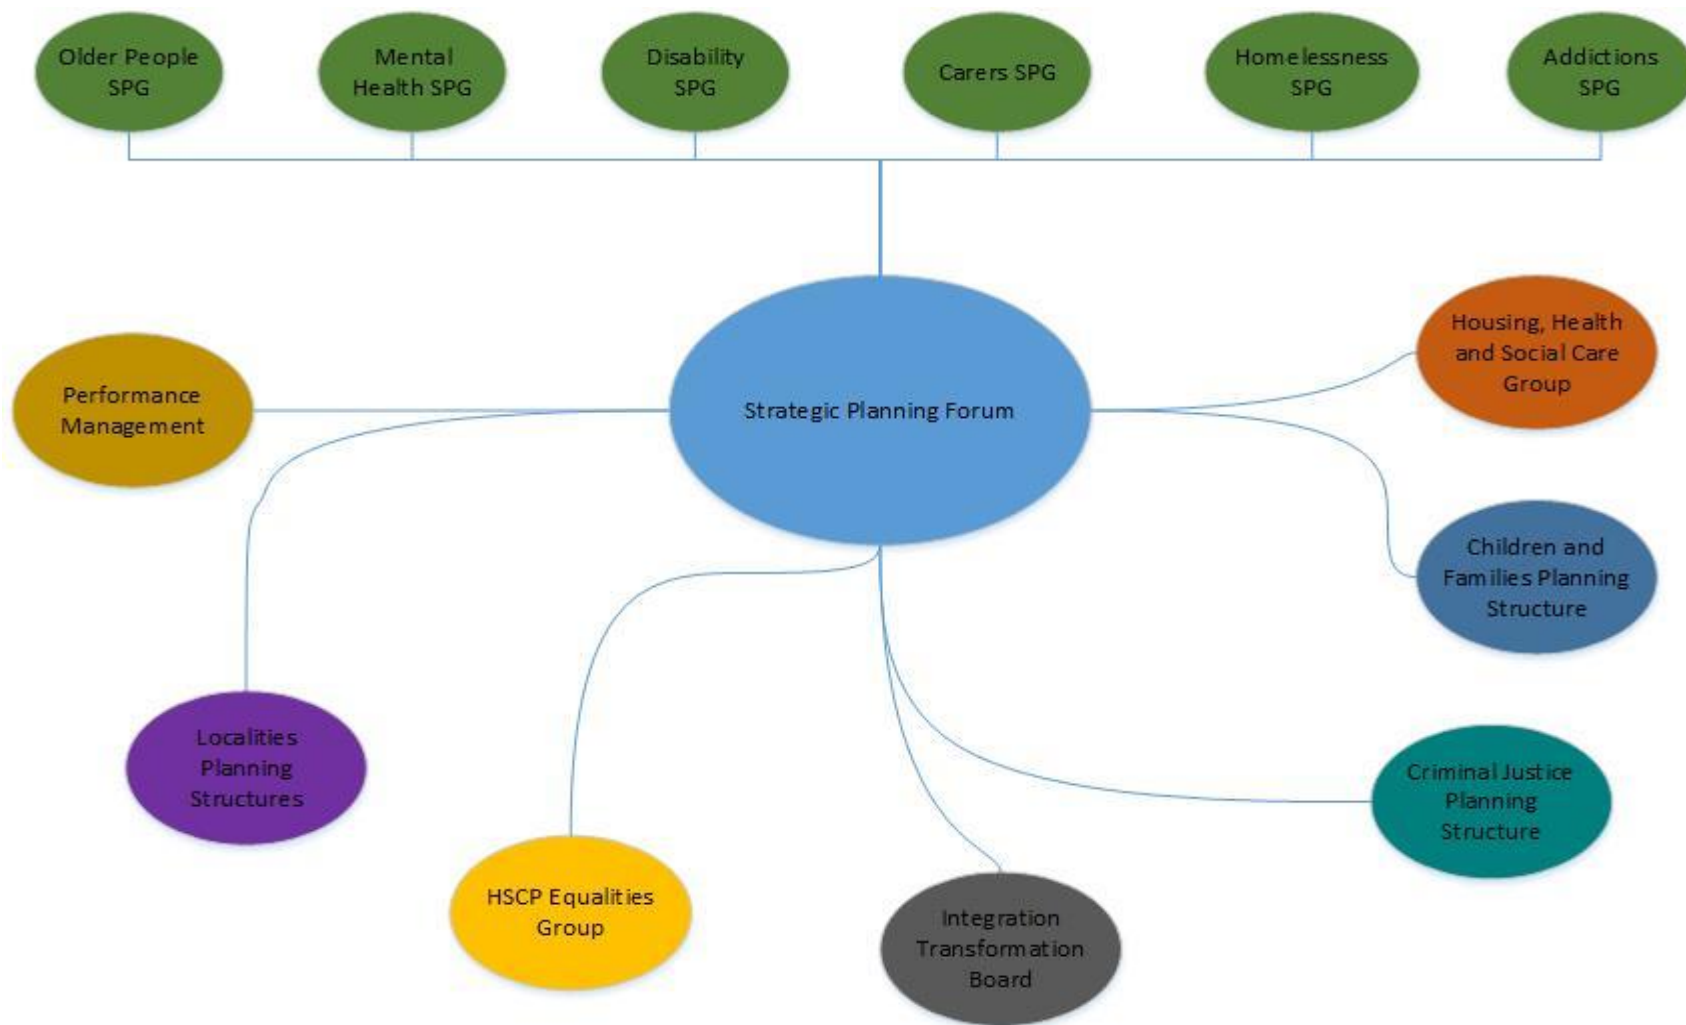 Older People
SPG
Mental
Health SPG
Disability
SPG
Carers SPG
Homelessness
SPG
Addictions
SPG
Housing, Health
and Social Care
Group
Performance
Management
Strategic Planning Forum
Children and
Families Planning
Structure
Localities
Planning
Structures
Criminal Justice
Planning
Structure
HSCP Equalities
Group
Integration
Transformation
Board